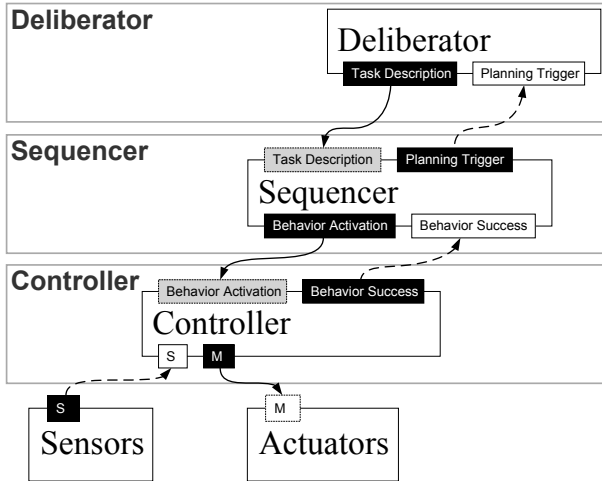 Deliberator
Deliberator
Task Description
Planning Trigger
Sequencer
Task Description
Planning Trigger
Sequencer
Behavior Activation
Behavior Success
Controller
Behavior Activation
Behavior Success
Controller
S
M
S
M
Sensors
Actuators